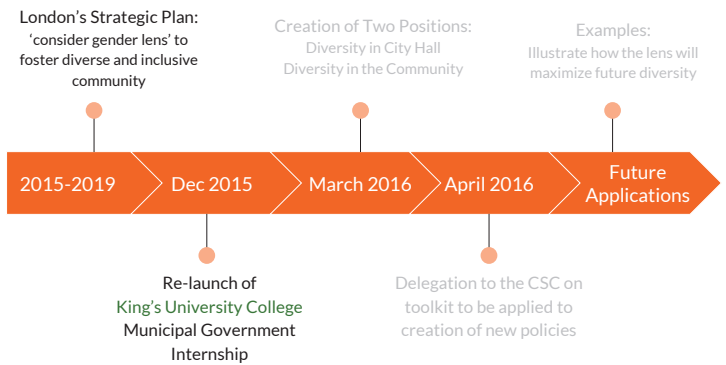 London's Strategic Plan:
'consider gender lens' to
foster diverse and inclusive
community
Creation of Two Positions:
Diversity in City Hall
Diversity in the Community
Examples:
Illustrate how the lens will
maximize future diversity
2015-2019
Dec 2015
March 2016
April 2016
Future
Applications
Re-launch of
King's University College
Municipal Government
Internship
Delegation to the CSC on
toolkit to be applied to
creation of new policies